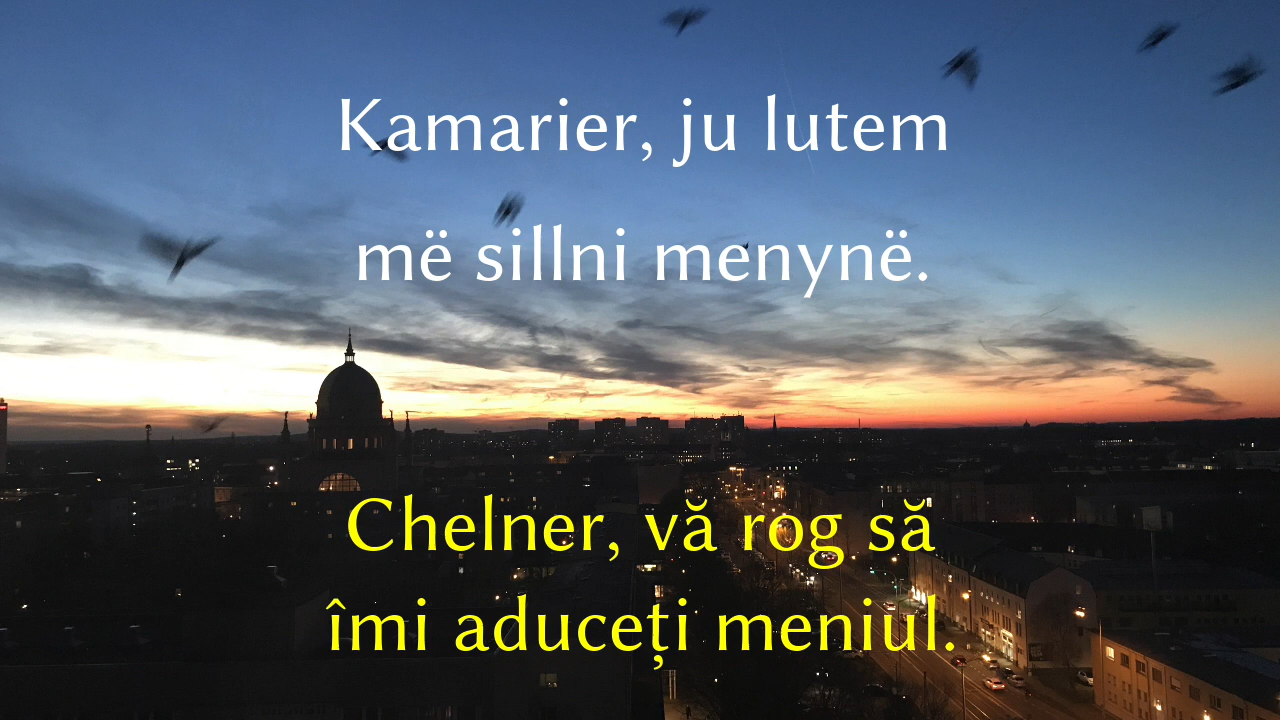 Kamarier, ju lutem
më sillni menynë.
Chelner, vă rog să
îmi aduceți meniul.